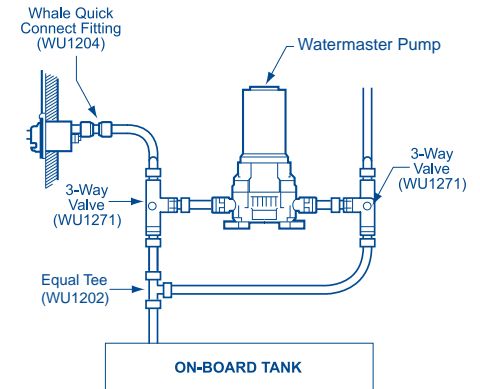 Whale Quick
Connect Fitting
(WU1204)
Watermaster Pump
3-Way
Valve
(WU1271)
3-Way
Valve
(WU1271)
Equal Tee
(WU1202)
ON-BOARD TANK